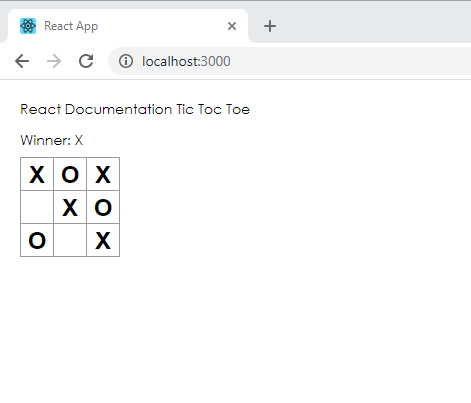 React App
localhost:3000
React Documentation Tic Toc Toe
Winner: X
X O X
X O
O X